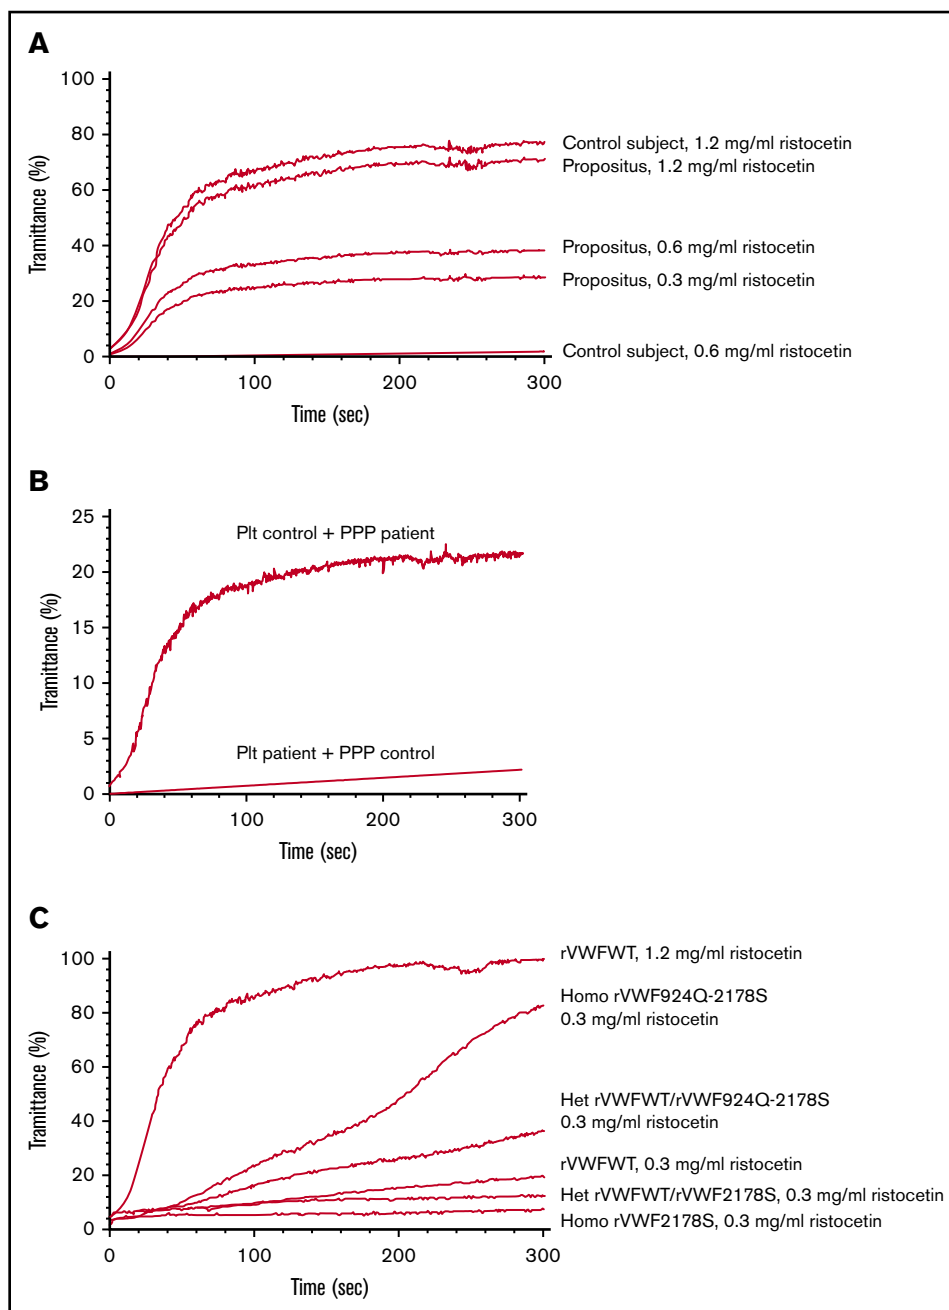 A
100
80
60
40
20
0
Tramittance (%)
0 100 200 300
Time (sec)
Control subject, 1.2 mg/ml ristocetin
Propositus, 1.2 mg/ml ristocetin
Propositus, 0.6 mg/ml ristocetin
Propositus, 0.3 mg/ml ristocetin
Control subject, 0.6 mg/ml ristocetin
B
25
20
15
10
5
0
Tramittance (%)
Plt control + PPP patient
Plt patient + PPP control
0 100 200 300
Time (sec)
C
100
80
60
40
20
0
Tramittance (%)
0 100 200 300
Time (sec)
rVWFWT, 1.2 mg/ml ristocetin
Homo rVWF924Q-2178S
0.3 mg/ml ristocetin
Het rVWFWT/rVWF924Q-2178S
0.3 mg/ml ristocetin
rVWFWT, 0.3 mg/ml ristocetin
Het rVWFWT/rVWF2178S, 0.3 mg/ml ristocetin
Homo rVWF2178S, 0.3 mg/ml ristocetin